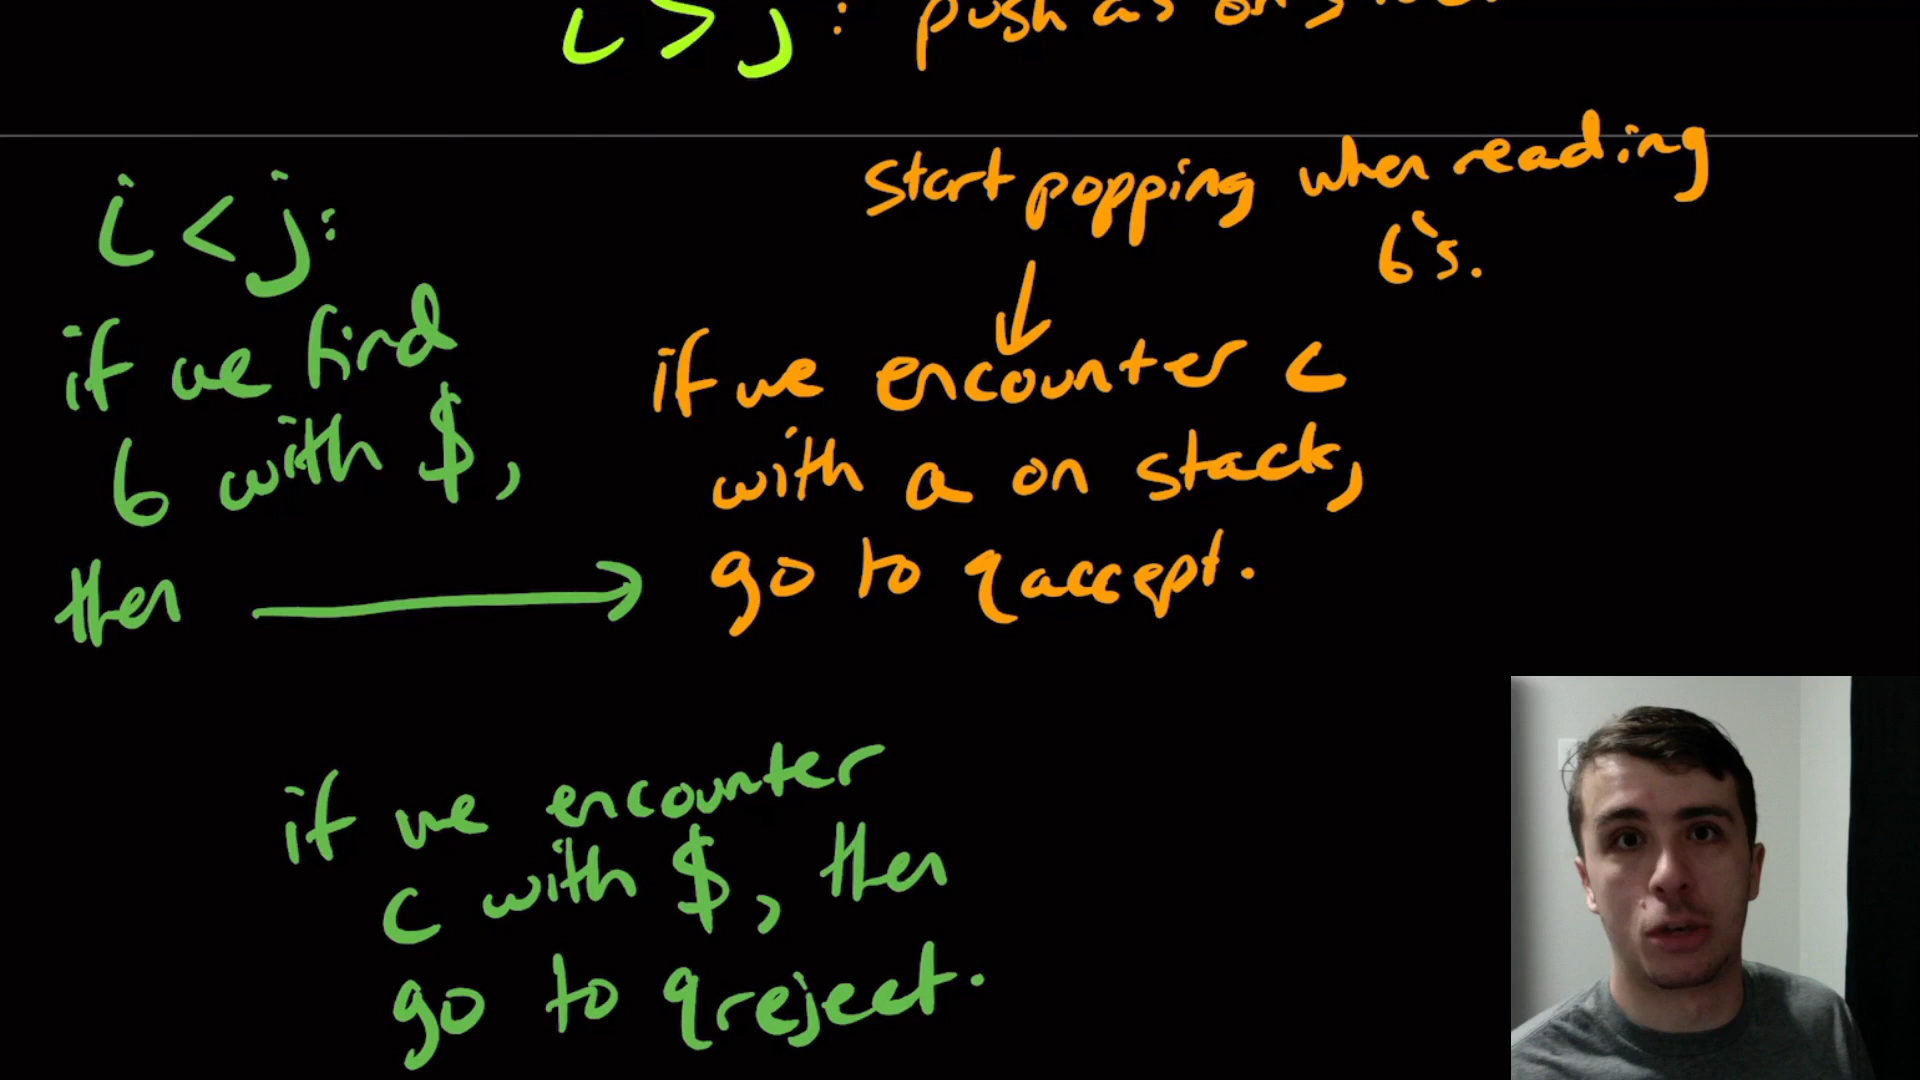 i > j : push a's on
start popping when reading
b's.
i < j:
if we find
b with $,
then
if we encounter c
with a on stack,
go to qaccept.
if we encounter
c with $, then
go to qreject.